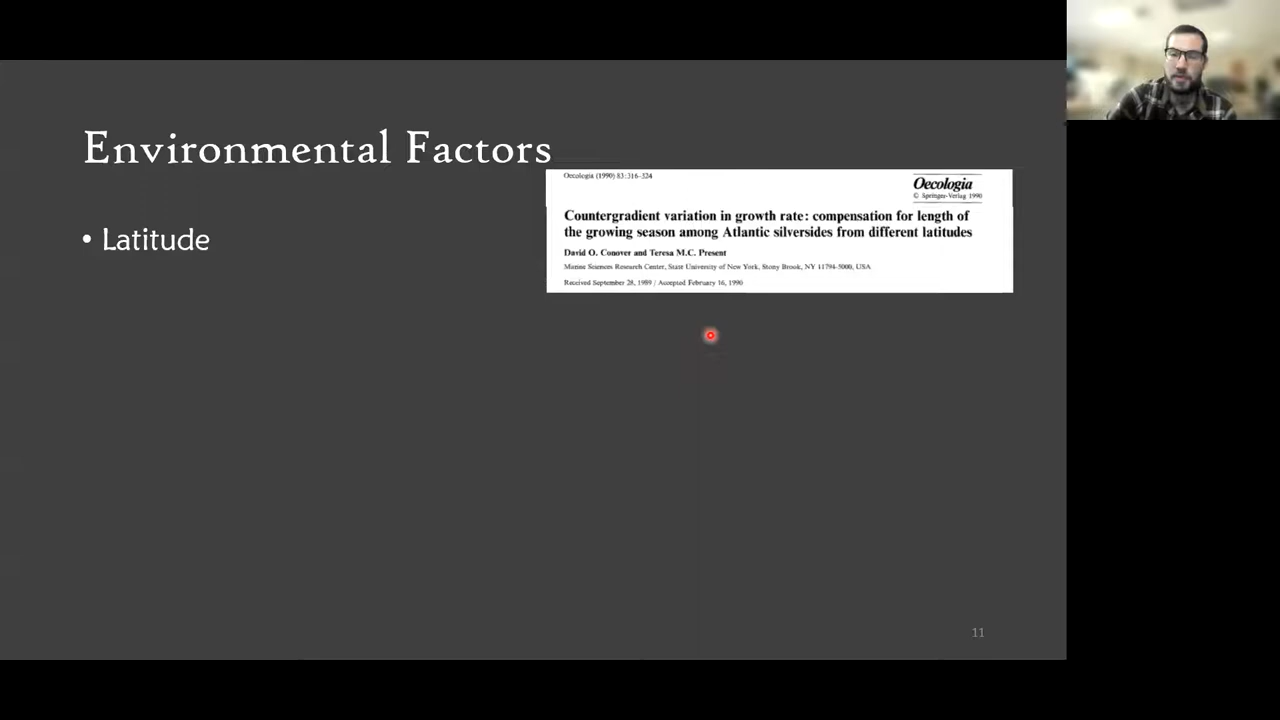 Environmental Factors
• Latitude
Oecologia (1990) 83:316-324
Oecologia
© Springer-Verlag 1990
Countergradient variation in growth rate: compensation for length of
the growing season among Atlantic silversides from different latitudes
David O. Conover and Teresa M.C. Present
Marine Sciences Research Center, State University of New York, Stony Brook, NY 11794-5000, USA
Received September 28, 1989 / Accepted February 16, 1990
11